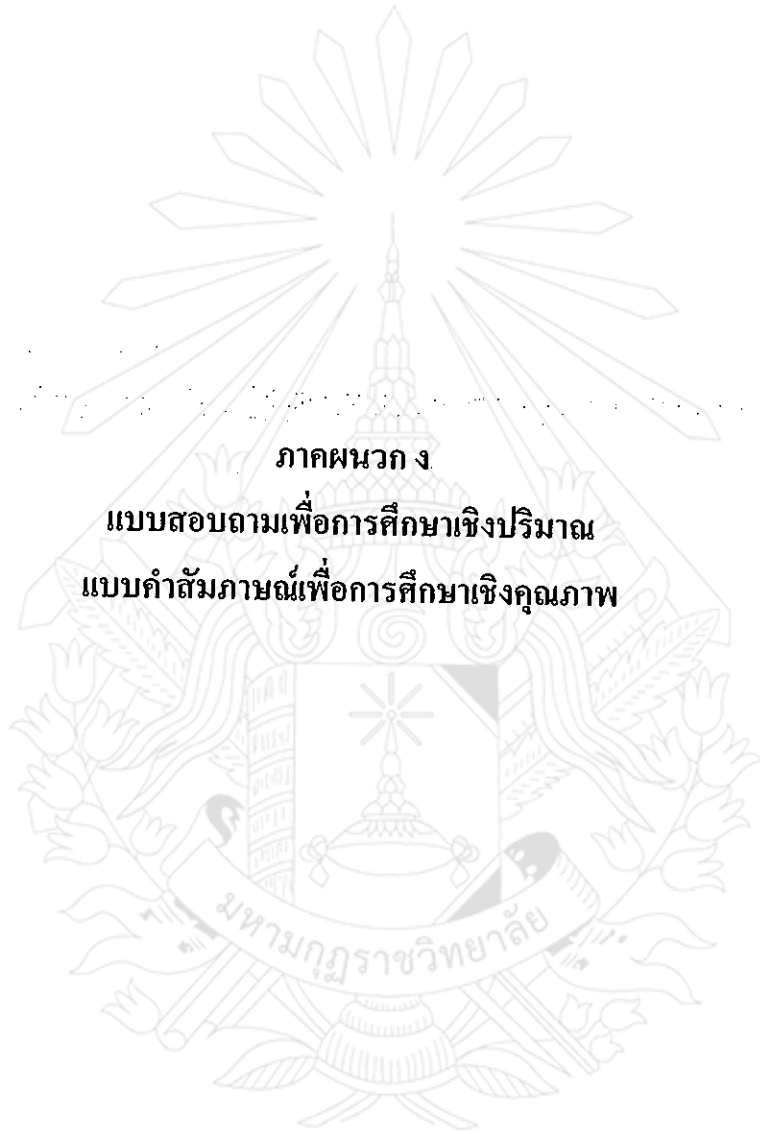 ภาคผนวก ง
แบบสอบถามเพื่อการศึกษาเชิงปริมาณ
แบบคำสัมภาษณ์เพื่อการศึกษาเชิงคุณภาพ
มหามกุฏราชวิทยาลัย